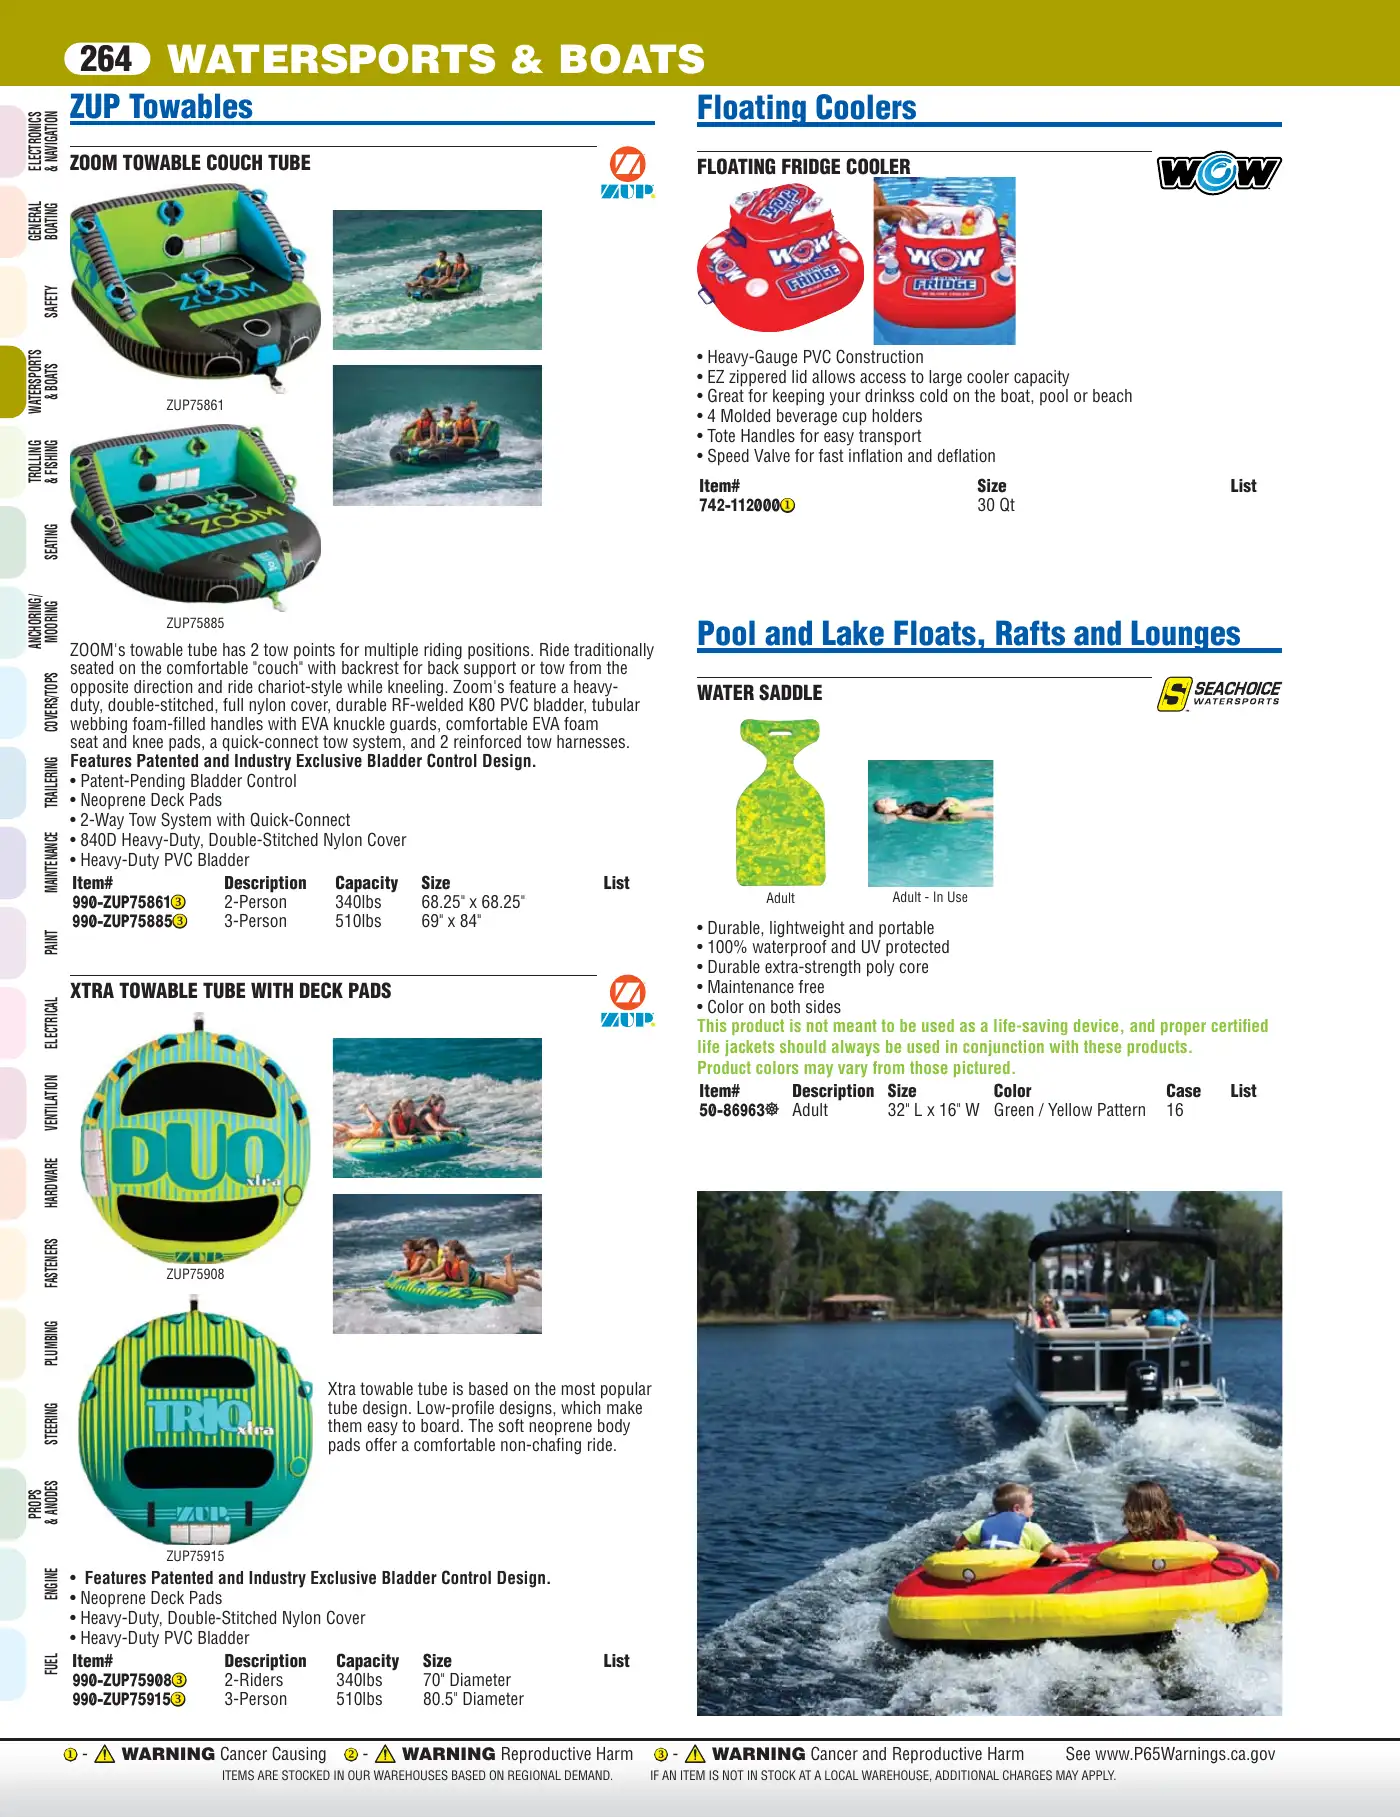 264 WATERSPORTS & BOATS
ELECTRONICS
& NAVIGATION
GENERAL
BOATING
SAFETY
WATERSPORTS
& BOATS
TROLLING
& FISHING
SEATING
ANCHORING/
MOORING
COVERS/TOPS
TRAILERING
MAINTENANCE
PAINT
ELECTRICAL
VENTILATION
HARDWARE
FASTENERS
PLUMBING
STEERING
PROPS
& ANODES
ENGINE
FUEL
ZUP Towables
ZOOM TOWABLE COUCH TUBE
ZUP
ZOOM
ZUP75861
ZOOM
ZUP75885
ZOOM's towable tube has 2 tow points for multiple riding positions. Ride traditionally
seated on the comfortable "couch" with backrest for back support or tow from the
opposite direction and ride chariot-style while kneeling. Zoom's feature a heavy-
duty, double-stitched, full nylon cover, durable RF-welded K80 PVC bladder, tubular
webbing foam-filled handles with EVA knuckle guards, comfortable EVA foam
seat and knee pads, a quick-connect tow system, and 2 reinforced tow harnesses.
Features Patented and Industry Exclusive Bladder Control Design.
• Patent-Pending Bladder Control
• Neoprene Deck Pads
• 2-Way Tow System with Quick-Connect
• 840D Heavy-Duty, Double-Stitched Nylon Cover
• Heavy-Duty PVC Bladder
Item# Description Capacity Size List
990-ZUP75861 3 2-Person 340lbs 68.25" x 68.25"
990-ZUP75885 3 3-Person 510lbs 69" x 84"
XTRA TOWABLE TUBE WITH DECK PADS
ZUP
DUO
xtra
ZUP
ZUP75908
TRIO
xtra
ZUP
ZUP75915
Xtra towable tube is based on the most popular
tube design. Low-profile designs, which make
them easy to board. The soft neoprene body
pads offer a comfortable non-chafing ride.
• Features Patented and Industry Exclusive Bladder Control Design.
• Neoprene Deck Pads
• Heavy-Duty, Double-Stitched Nylon Cover
• Heavy-Duty PVC Bladder
Item# Description Capacity Size List
990-ZUP75908 3 2-Riders 340lbs 70" Diameter
990-ZUP75915 3 3-Person 510lbs 80.5" Diameter
Floating Coolers
FLOATING FRIDGE COOLER
WOW
WOW
WOW
FRIDGE
WOW
FRIDGE
• Heavy-Gauge PVC Construction
• EZ zippered lid allows access to large cooler capacity
• Great for keeping your drinkss cold on the boat, pool or beach
• 4 Molded beverage cup holders
• Tote Handles for easy transport
• Speed Valve for fast inflation and deflation
Item# Size List
742-112000 1 30 Qt
Pool and Lake Floats, Rafts and Lounges
WATER SADDLE
S SEACHOICE
WATERSPORTS
Adult
Adult - In Use
• Durable, lightweight and portable
• 100% waterproof and UV protected
• Durable extra-strength poly core
• Maintenance free
• Color on both sides
This product is not meant to be used as a life-saving device, and proper certified
life jackets should always be used in conjunction with these products.
Product colors may vary from those pictured.
Item# Description Size Color Case List
50-86963 Adult 32" L x 16" W Green / Yellow Pattern 16
1 - WARNING Cancer Causing 2 - WARNING Reproductive Harm 3 - WARNING Cancer and Reproductive Harm See www.P65Warnings.ca.gov
ITEMS ARE STOCKED IN OUR WAREHOUSES BASED ON REGIONAL DEMAND. IF AN ITEM IS NOT IN STOCK AT A LOCAL WAREHOUSE, ADDITIONAL CHARGES MAY APPLY.